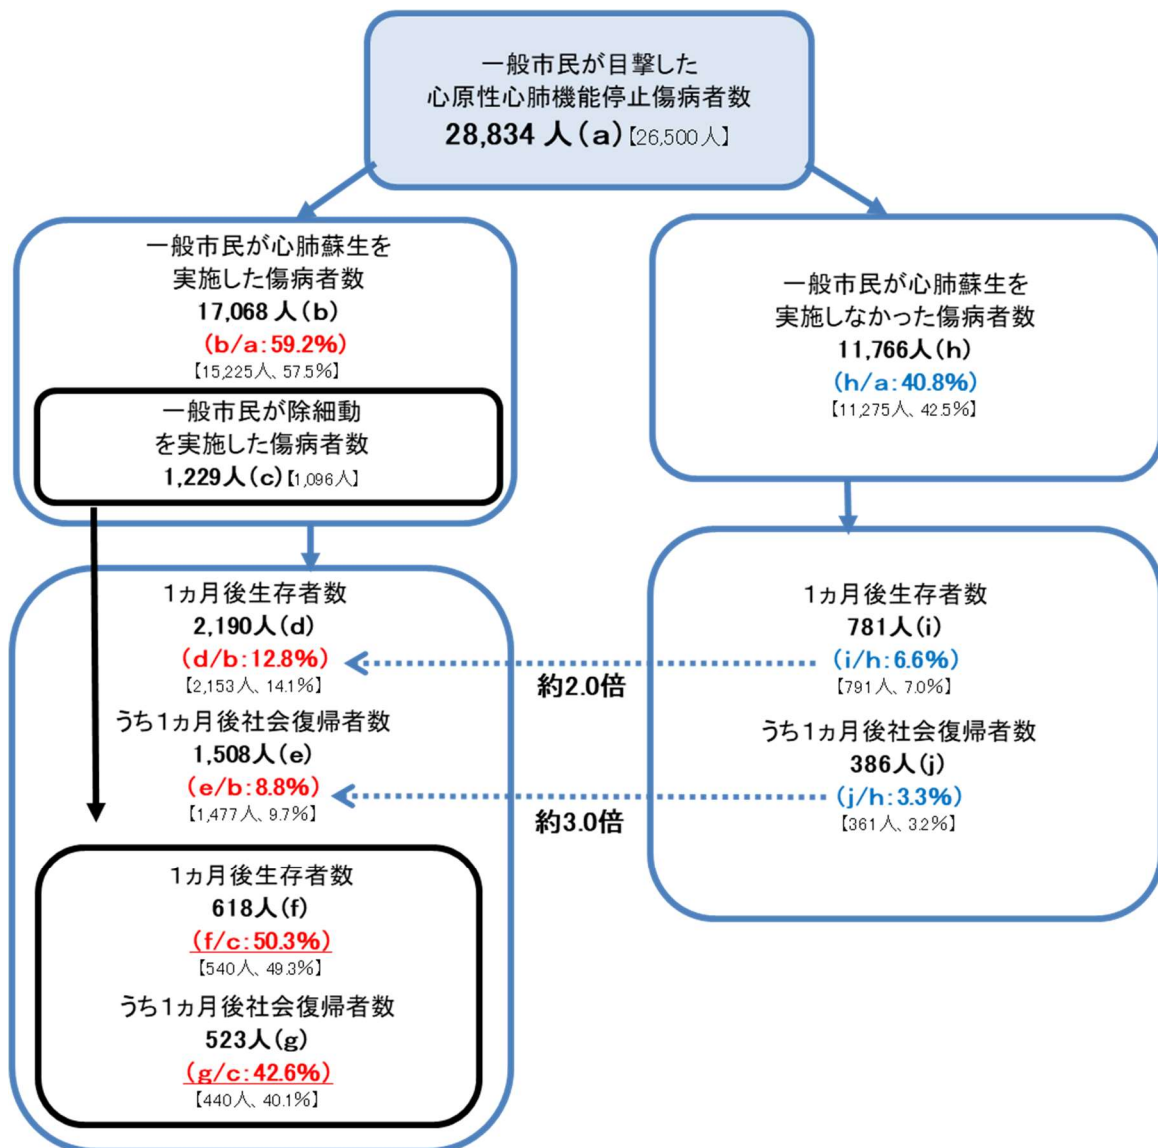 一般市民が目撃した
心原性心肺機能停止傷病者数
28,834 人(a)【26,500人】
一般市民が心肺蘇生を
実施した傷病者数
17,068 人(b)
(b/a:59.2%)
【15,225人、57.5%】
一般市民が除細動
を実施した傷病者数
1,229人(c)【1,096人】
一般市民が心肺蘇生を
実施しなかった傷病者数
11,766人(h)
(h/a:40.8%)
【11,275人、42.5%】
1ヵ月後生存者数
2,190人(d)
(d/b:12.8%)
【2,153人、14.1%】
うち1ヵ月後社会復帰者数
1,508人(e)
(e/b:8.8%)
【1,477人、9.7%】
約2.0倍
約3.0倍
1ヵ月後生存者数
781人(i)
(i/h:6.6%)
【791人、7.0%】
うち1ヵ月後社会復帰者数
386人(j)
(j/h:3.3%)
【361人、3.2%】
1ヵ月後生存者数
618人(f)
(f/c:50.3%)
【540人、49.3%】
うち1ヵ月後社会復帰者数
523人(g)
(g/c:42.6%)
【440人、40.1%】